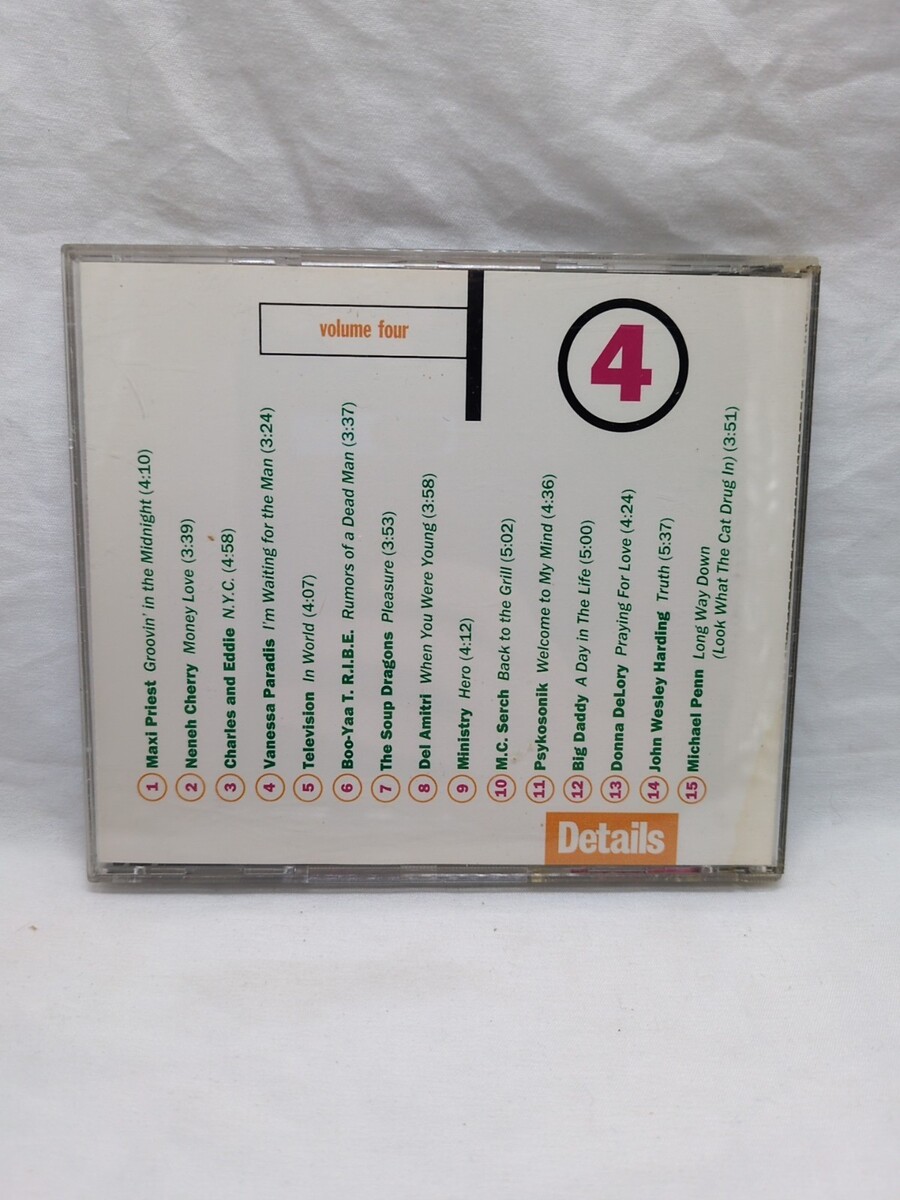 volume four
4
1 Maxi Priest Groovin' in the Midnight (4:10)
2 Neneh Cherry Money Love (3:39)
3 Charles and Eddie N.Y.C. (4:58)
4 Vanessa Paradis I'm Waiting for the Man (3:24)
5 Television In World (4:07)
6 Boo-Yaa T. R.I.B.E. Rumors of a Dead Man (3:37)
7 The Soup Dragons Pleasure (3:53)
8 Del Amitri When You Were Young (3:58)
9 Ministry Hero (4:12)
10 M.C. Serch Back to the Grill (5:02)
11 Psykosonik Welcome to My Mind (4:36)
12 Big Daddy A Day in The Life (5:00)
13 Donna DeLory Praying For Love (4:24)
14 John Wesley Harding Truth (5:37)
15 Michael Penn Long Way Down
(Look What The Cat Drug In) (3:51)
Details